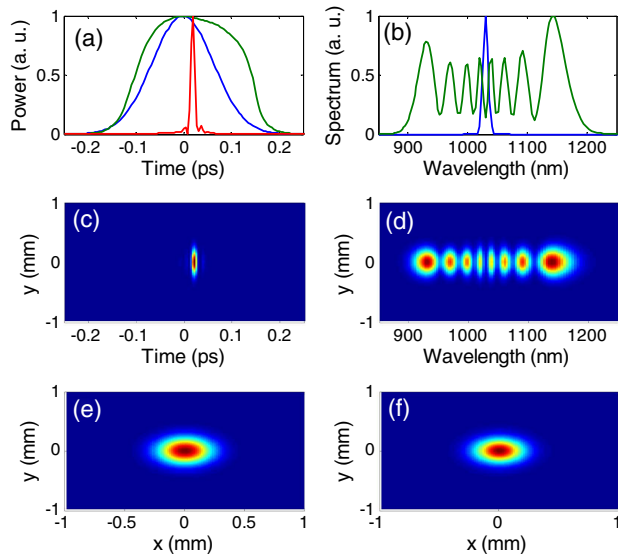 (a)
Power (a. u.)
1
0.5
0
-0.2 -0.1 0 0.1 0.2
Time (ps)
(b)
Spectrum (a. u.)
1
0.5
0
900 1000 1100 1200
Wavelength (nm)
(c)
y (mm)
1
0
-1
-0.2 -0.1 0 0.1 0.2
Time (ps)
(d)
y (mm)
1
0
-1
900 1000 1100 1200
Wavelength (nm)
(e)
y (mm)
1
0
-1
-1 -0.5 0 0.5 1
x (mm)
(f)
y (mm)
1
0
-1
-1 0 1
x (mm)